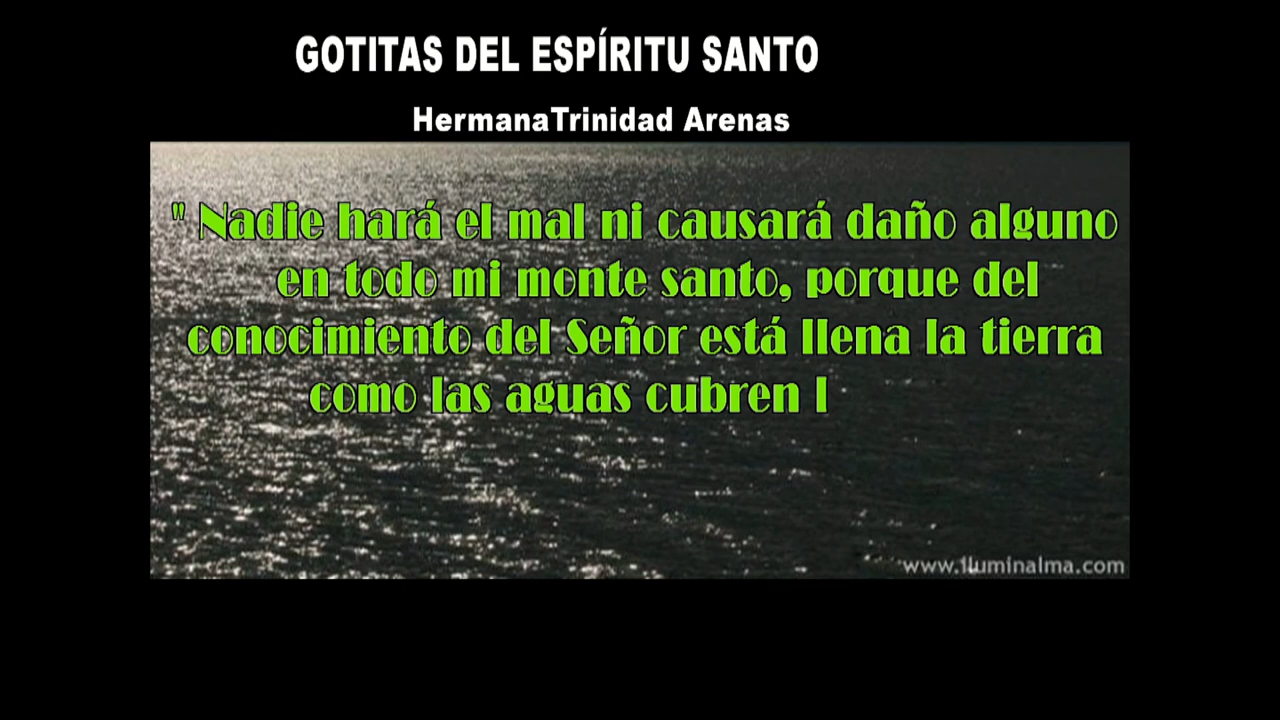 GOTITAS DEL ESPÍRITU SANTO
HermanaTrinidad Arenas
" Nadie hará el mal ni causará daño alguno
en todo mi monte santo, porque del
conocimiento del Señor está llena la tierra
como las aguas cubren l
www.1luminalma.com